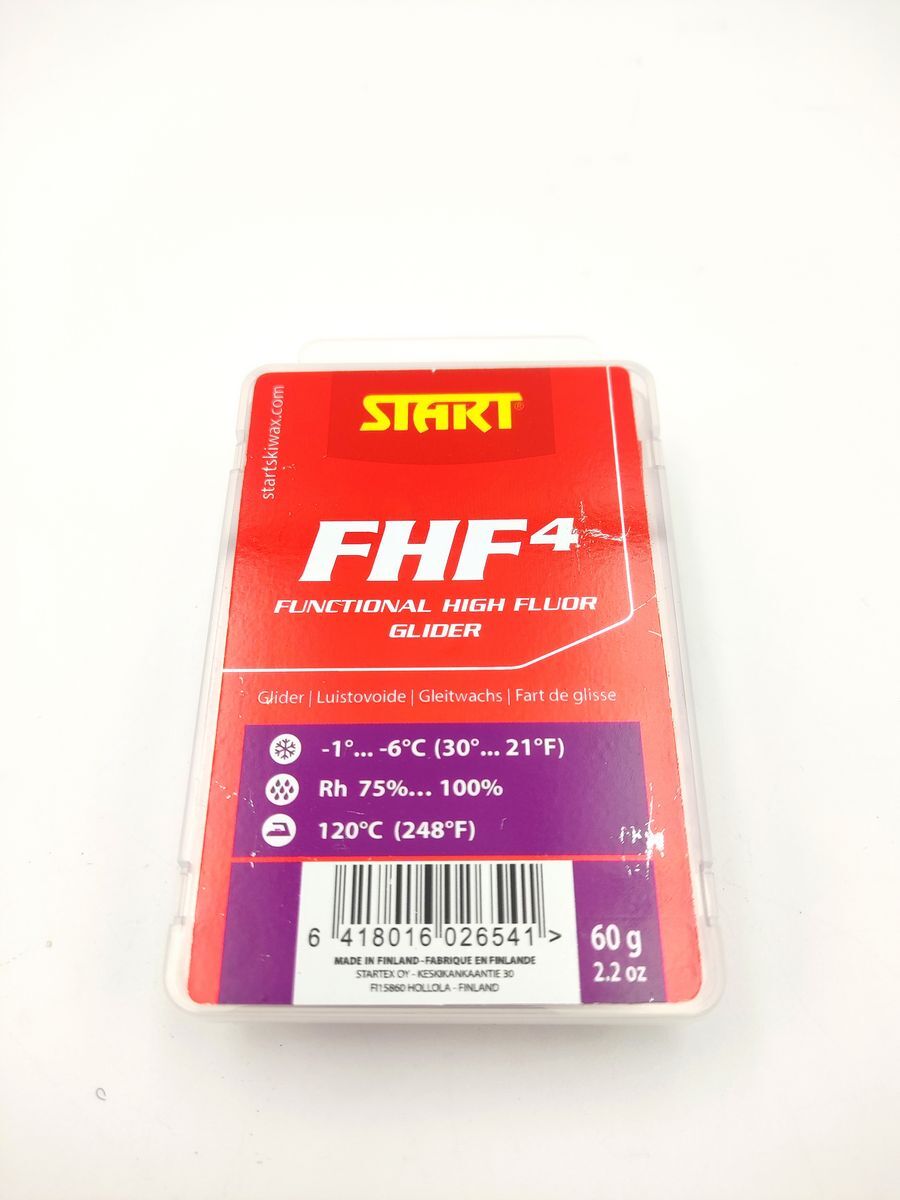 START®
startskiwax.com
FHF4
FUNCTIONAL HIGH FLUOR
GLIDER
Glider | Luistovoide | Gleitwachs | Fart de glisse
-1°... -6°C (30°... 21°F)
Rh 75%... 100%
120°C (248°F)
6 418016 026541 >
MADE IN FINLAND-FABRIQUE EN FINLANDE
STARTEX OY - KESKIKANKAANTIE 30
FI15860 HOLLOLA - FINLAND
60 g
2.2 oz